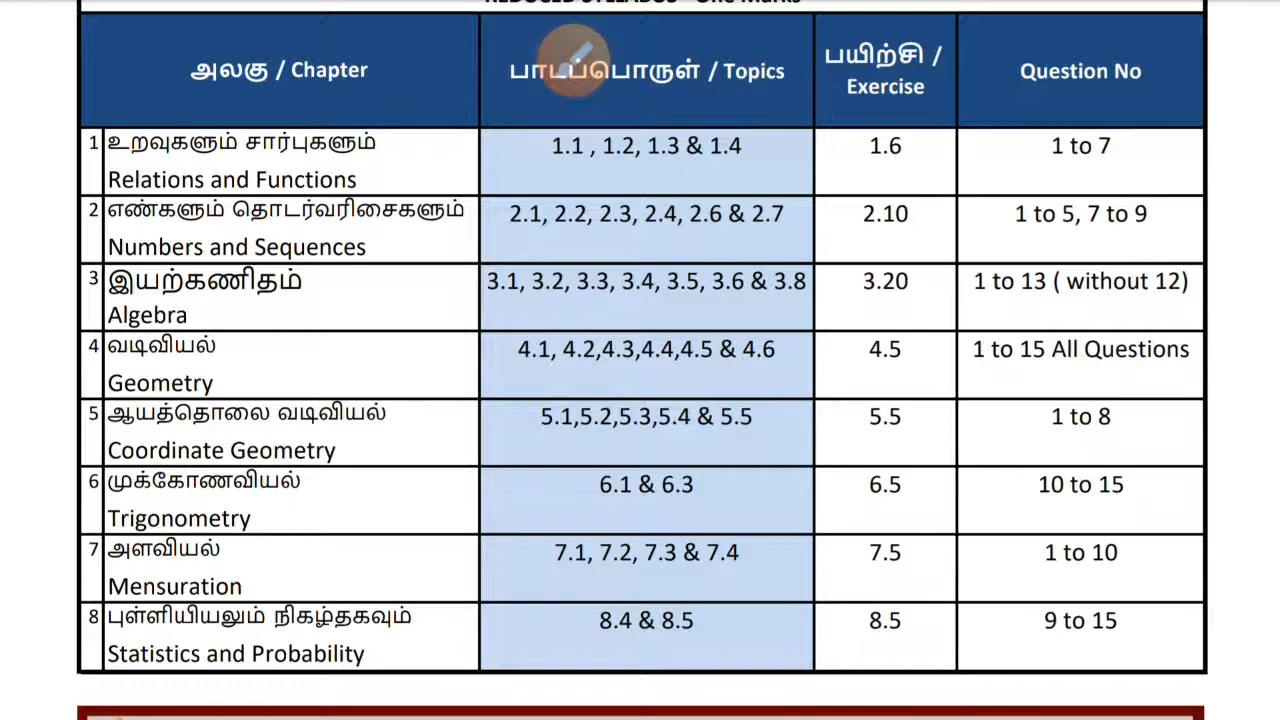 REDUCED SYLLABUS - One Marks
அலகு / Chapter
பாடப்பொருள் / Topics
பயிற்சி /
Exercise
Question No
1 உறவுகளும் சார்புகளும்
Relations and Functions
1.1 , 1.2, 1.3 & 1.4
1.6
1 to 7
2 எண்களும் தொடர்வரிசைகளும்
Numbers and Sequences
2.1, 2.2, 2.3, 2.4, 2.6 & 2.7
2.10
1 to 5, 7 to 9
3 இயற்கணிதம்
Algebra
3.1, 3.2, 3.3, 3.4, 3.5, 3.6 & 3.8
3.20
1 to 13 ( without 12)
4 வடிவியல்
Geometry
4.1, 4.2,4.3,4.4,4.5 & 4.6
4.5
1 to 15 All Questions
5 ஆயத்தொலை வடிவியல்
Coordinate Geometry
5.1,5.2,5.3,5.4 & 5.5
5.5
1 to 8
6 முக்கோணவியல்
Trigonometry
6.1 & 6.3
6.5
10 to 15
7 அளவியல்
Mensuration
7.1, 7.2, 7.3 & 7.4
7.5
1 to 10
8 புள்ளியியலும் நிகழ்தகவும்
Statistics and Probability
8.4 & 8.5
8.5
9 to 15